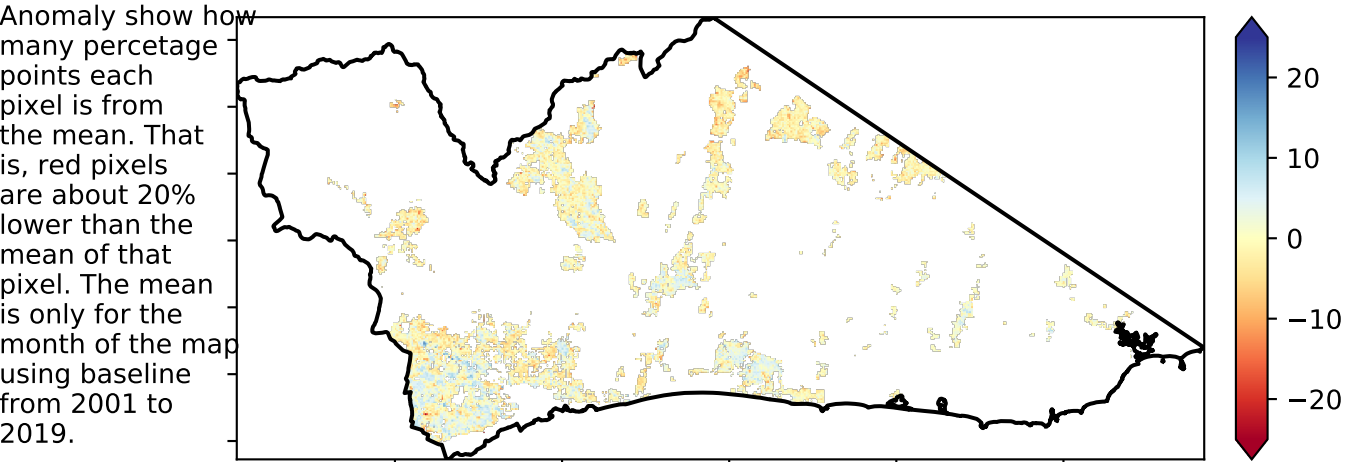 Anomaly show how
many percetage
points each
pixel is from
the mean. That
is, red pixels
are about 20%
lower than the
mean of that
pixel. The mean
is only for the
month of the map
using baseline
from 2001 to
2019.
20
10
0
−10
−20